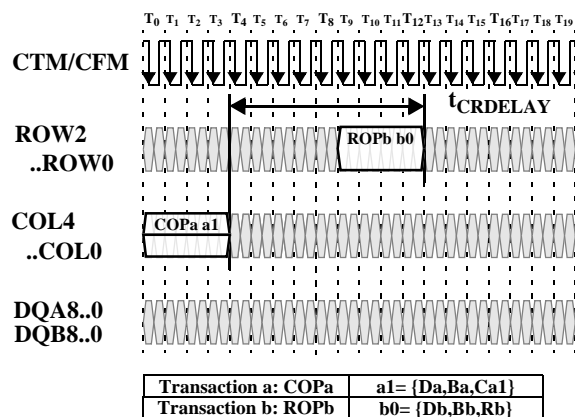 T0 T1 T2 T3 T4 T5 T6 T7 T8 T9 T10 T11 T12 T13 T14 T15 T16 T17 T18 T19
CTM/CFM
tCRDELAY
ROW2
..ROW0
ROPb b0
COL4
..COL0
COPa a1
DQA8..0
DQB8..0
Transaction a: COPa a1= {Da,Ba,Ca1}
Transaction b: ROPb b0= {Db,Bb,Rb}